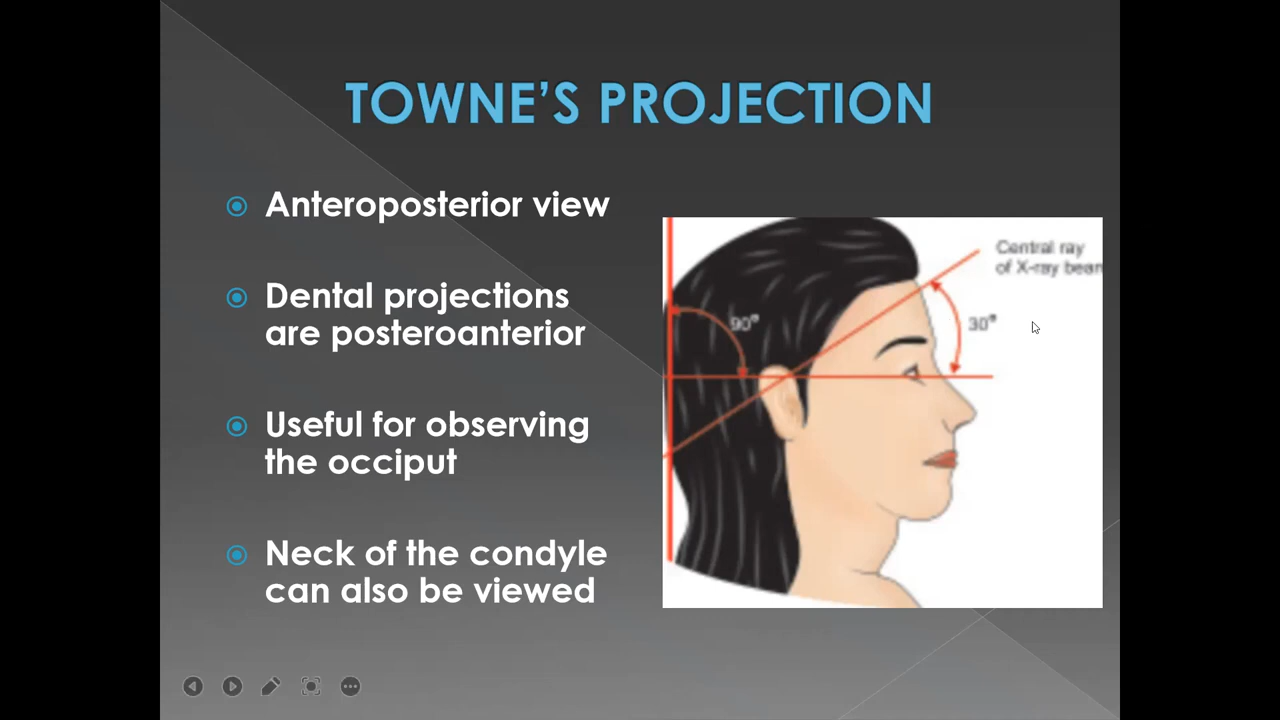 TOWNE'S PROJECTION
Anteroposterior view
Dental projections
are posteroanterior
Useful for observing
the occiput
Neck of the condyle
can also be viewed
Central ray
of X-ray beam
90°
30°